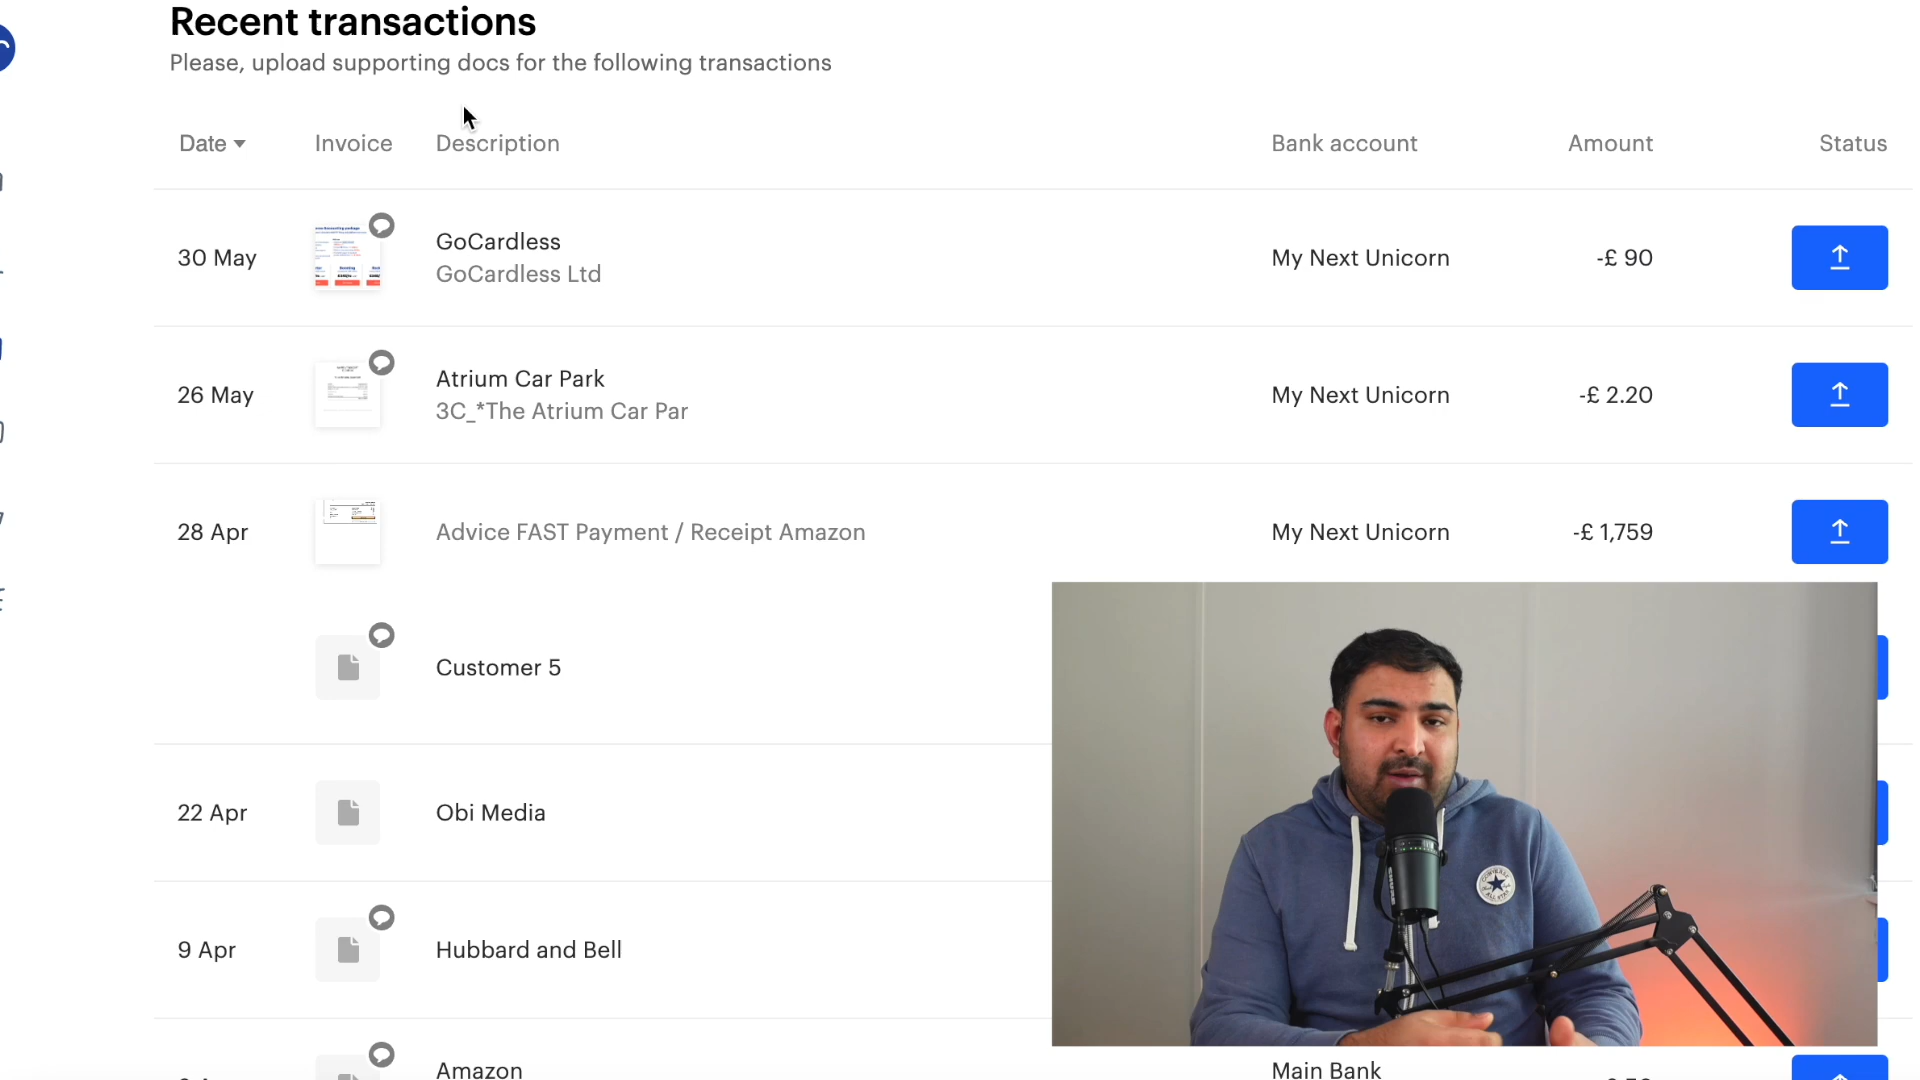 Recent transactions
Please, upload supporting docs for the following transactions
Date Invoice Description Bank account Amount Status
30 May GoCardless My Next Unicorn -£ 90
GoCardless Ltd
26 May Atrium Car Park My Next Unicorn -£ 2.20
3C_*The Atrium Car Par
28 Apr Advice FAST Payment / Receipt Amazon My Next Unicorn -£ 1,759
Customer 5
22 Apr Obi Media
9 Apr Hubbard and Bell
Amazon Main Bank